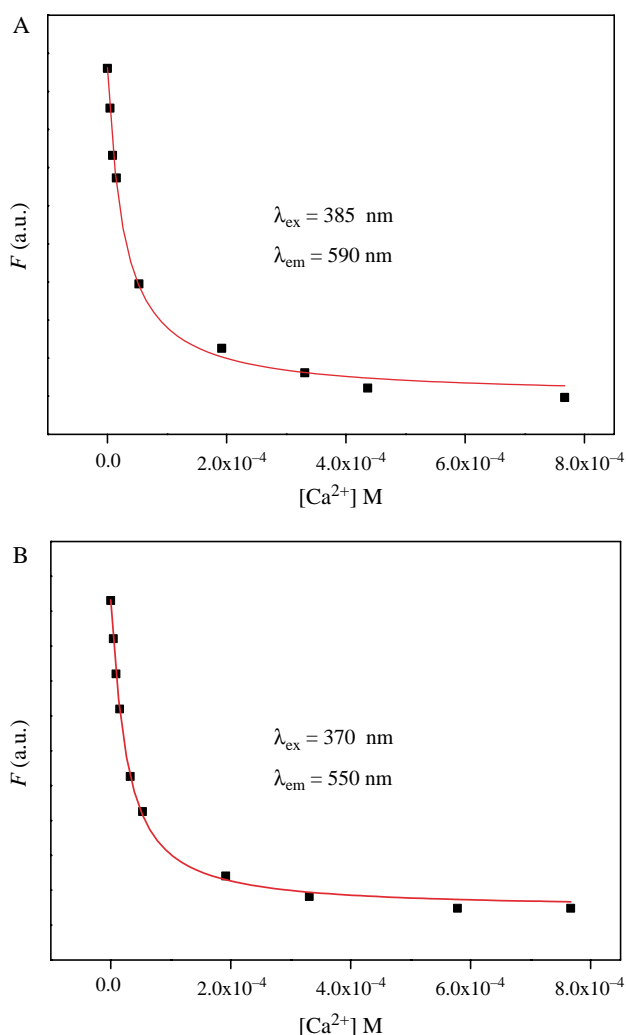 A
F (a.u.)
λex = 385 nm
λem = 590 nm
0.0 2.0x10⁻⁴ 4.0x10⁻⁴ 6.0x10⁻⁴ 8.0x10⁻⁴
[Ca²⁺] M
B
F (a.u.)
λex = 370 nm
λem = 550 nm
0.0 2.0x10⁻⁴ 4.0x10⁻⁴ 6.0x10⁻⁴ 8.0x10⁻⁴
[Ca²⁺] M